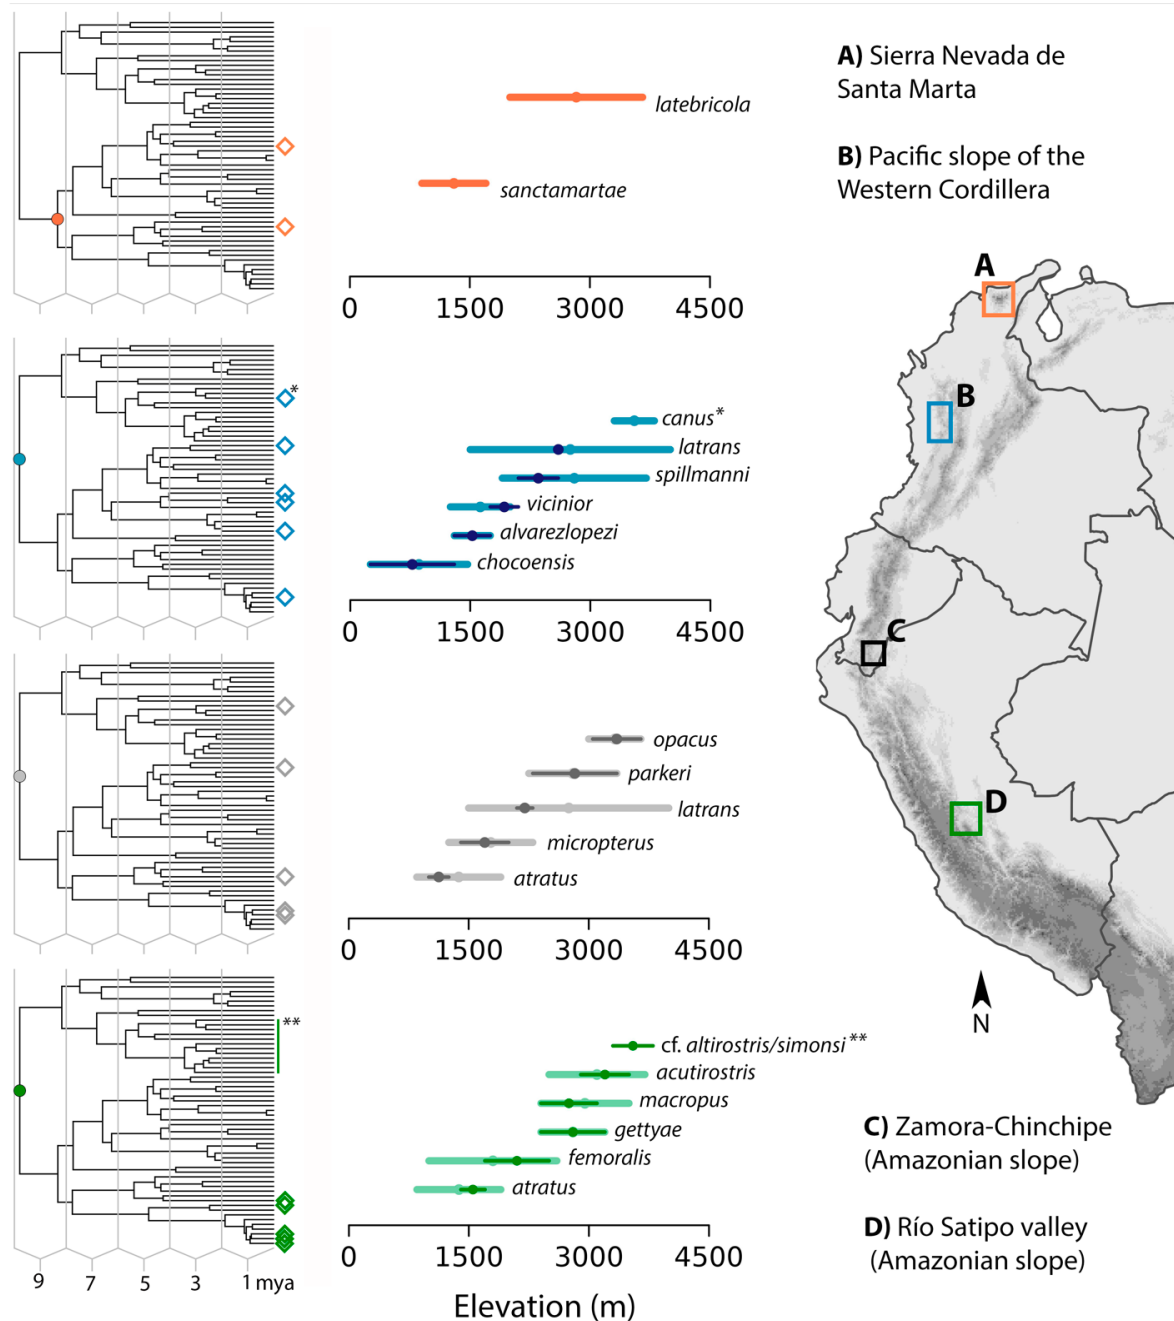 A) Sierra Nevada de
Santa Marta
B) Pacific slope of the
Western Cordillera
latebricola
sanctamartae
0 1500 3000 4500
*
canus*
latrans
spillmanni
vicinior
alvarezlopezi
chocoensis
0 1500 3000 4500
opacus
parkeri
latrans
micropterus
atratus
0 1500 3000 4500
**
cf. altirostris/simonsi**
acutirostris
macropus
gettyae
femoralis
atratus
0 1500 3000 4500
9 7 5 3 1 mya
Elevation (m)
A
B
C
D
N
C) Zamora-Chinchipe
(Amazonian slope)
D) Río Satipo valley
(Amazonian slope)